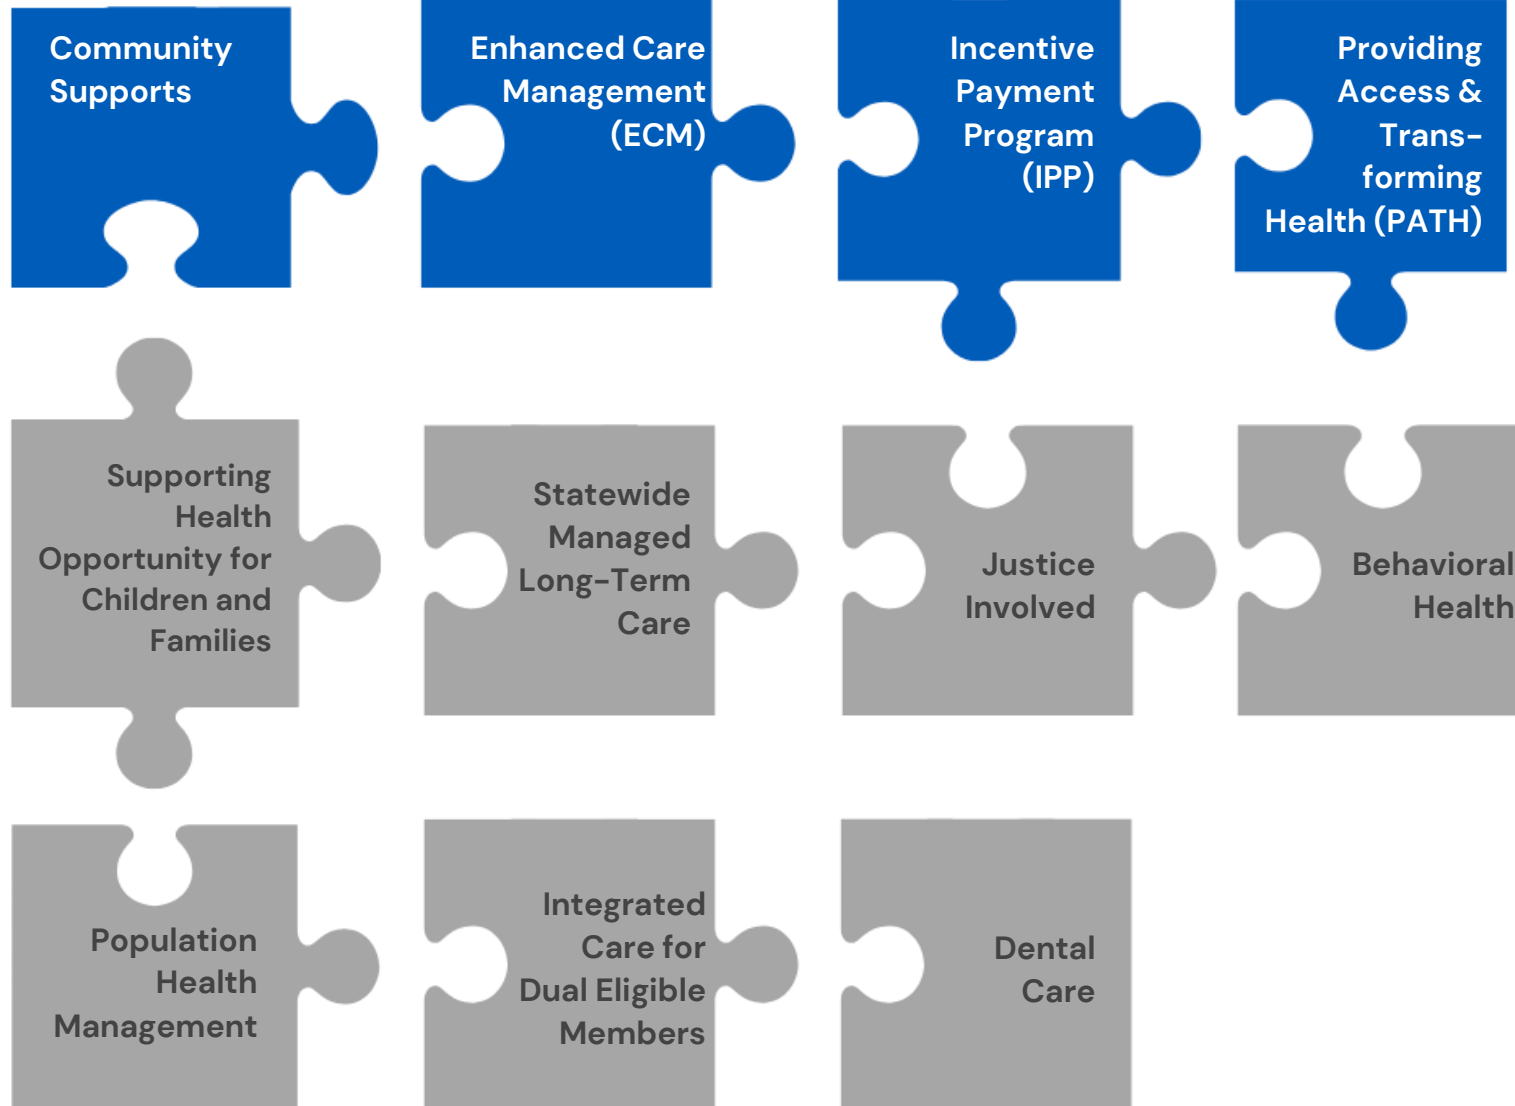 Community
Supports
Enhanced Care
Management
(ECM)
Incentive
Payment
Program
(IPP)
Providing
Access &
Trans-
forming
Health (PATH)
Supporting
Health
Opportunity for
Children and
Families
Statewide
Managed
Long-Term
Care
Justice
Involved
Behavioral
Health
Population
Health
Management
Integrated
Care for
Dual Eligible
Members
Dental
Care